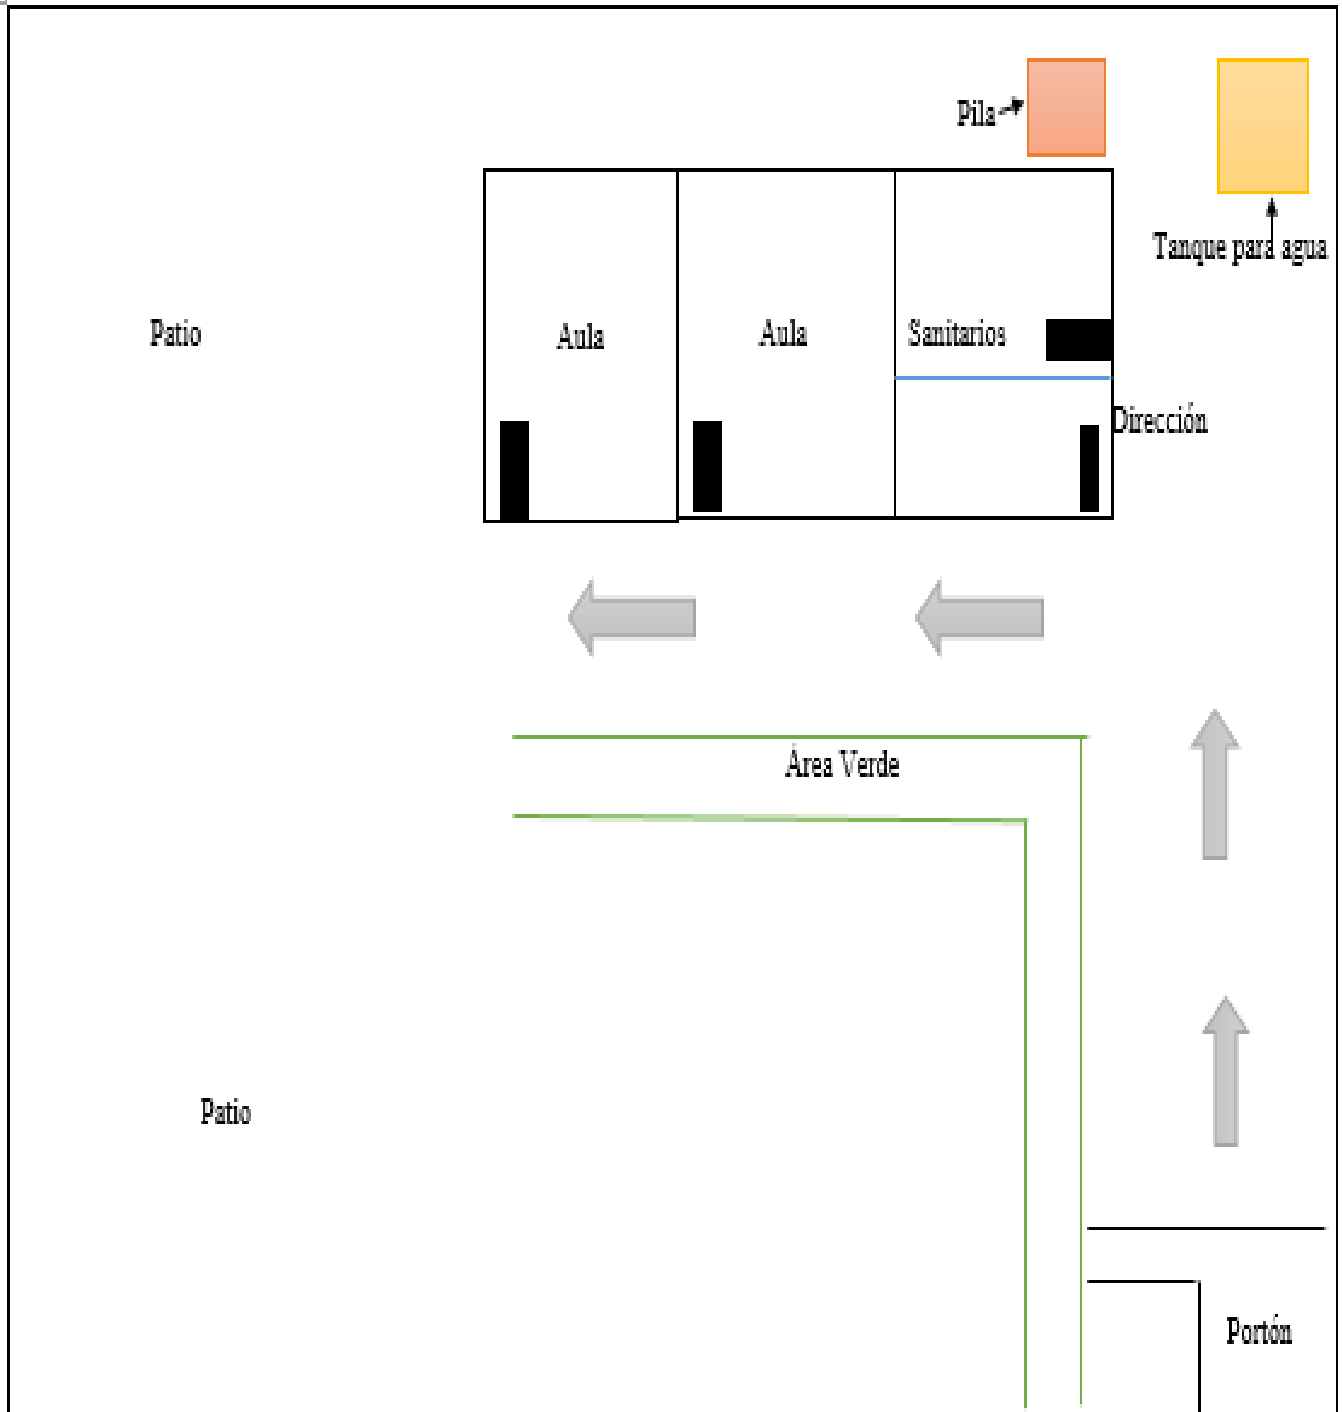 Pila
Tanque para agua
Patio
Aula
Aula
Sanitarios
Dirección
Área Verde
Patio
Portón